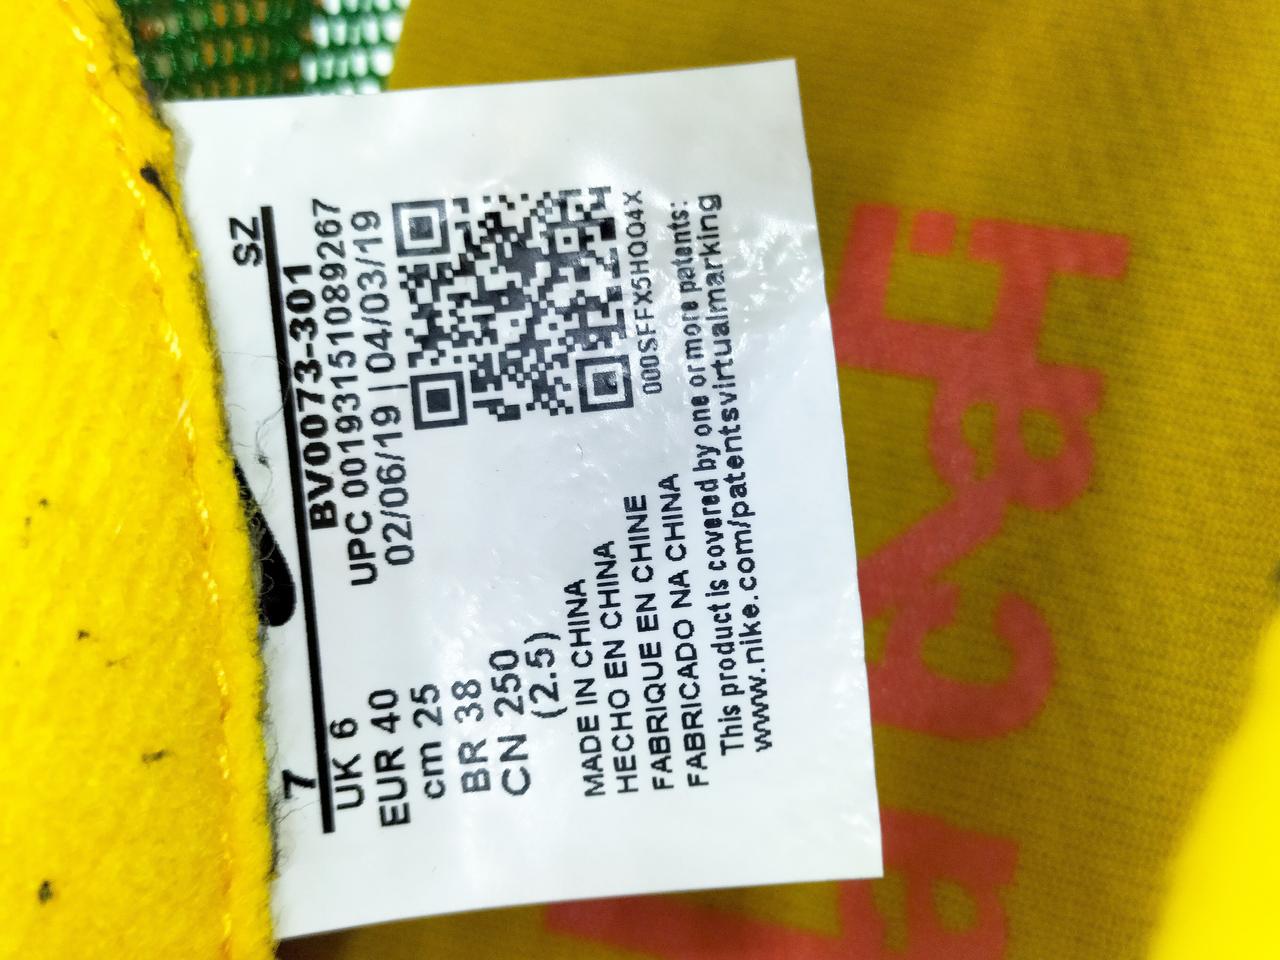 7 SZ
UK 6
EUR 40
cm 25
BR 38
CN 250
(2.5)
BV0073-301
UPC 00193151089267
02/06/19 | 04/03/19
000SFFX5HQQ4X
MADE IN CHINA
HECHO EN CHINA
FABRIQUE EN CHINE
FABRICADO NA CHINA
This product is covered by one or more patents:
www.nike.com/patentsvirtualmarking